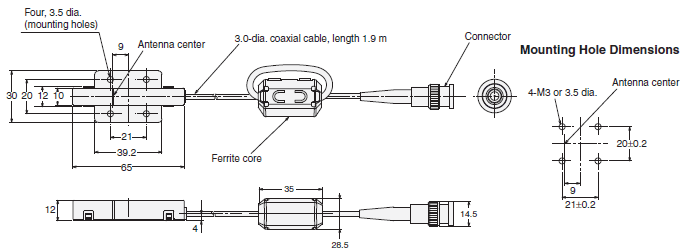 Four, 3.5 dia.
(mounting holes)
9
Antenna center
3.0-dia. coaxial cable, length 1.9 m
Connector
Mounting Hole Dimensions
4-M3 or 3.5 dia.
Antenna center
30 20 12 10
21
39.2
65
Ferrite core
20±0.2
9
21±0.2
12
4
35
28.5
14.5